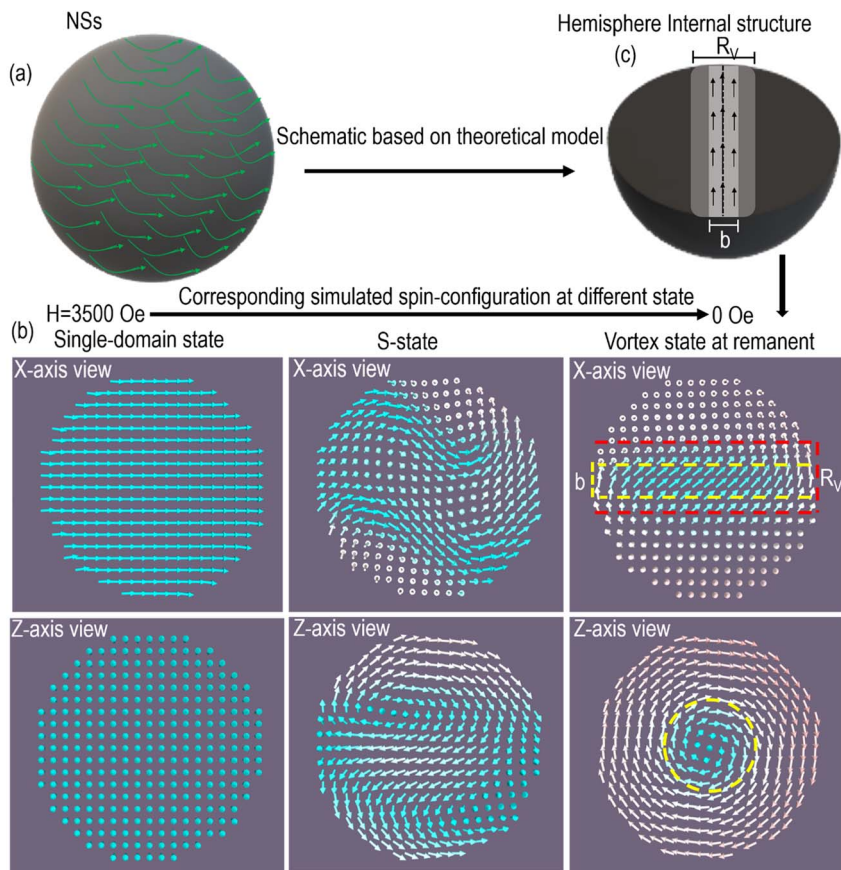 NSs
Hemisphere Internal structure
(a)
(c)
R_V
Schematic based on theoretical model
b
Corresponding simulated spin-configuration at different state
H=3500 Oe
0 Oe
(b)
Single-domain state
S-state
Vortex state at remanent
X-axis view
X-axis view
X-axis view
b
R_V
Z-axis view
Z-axis view
Z-axis view